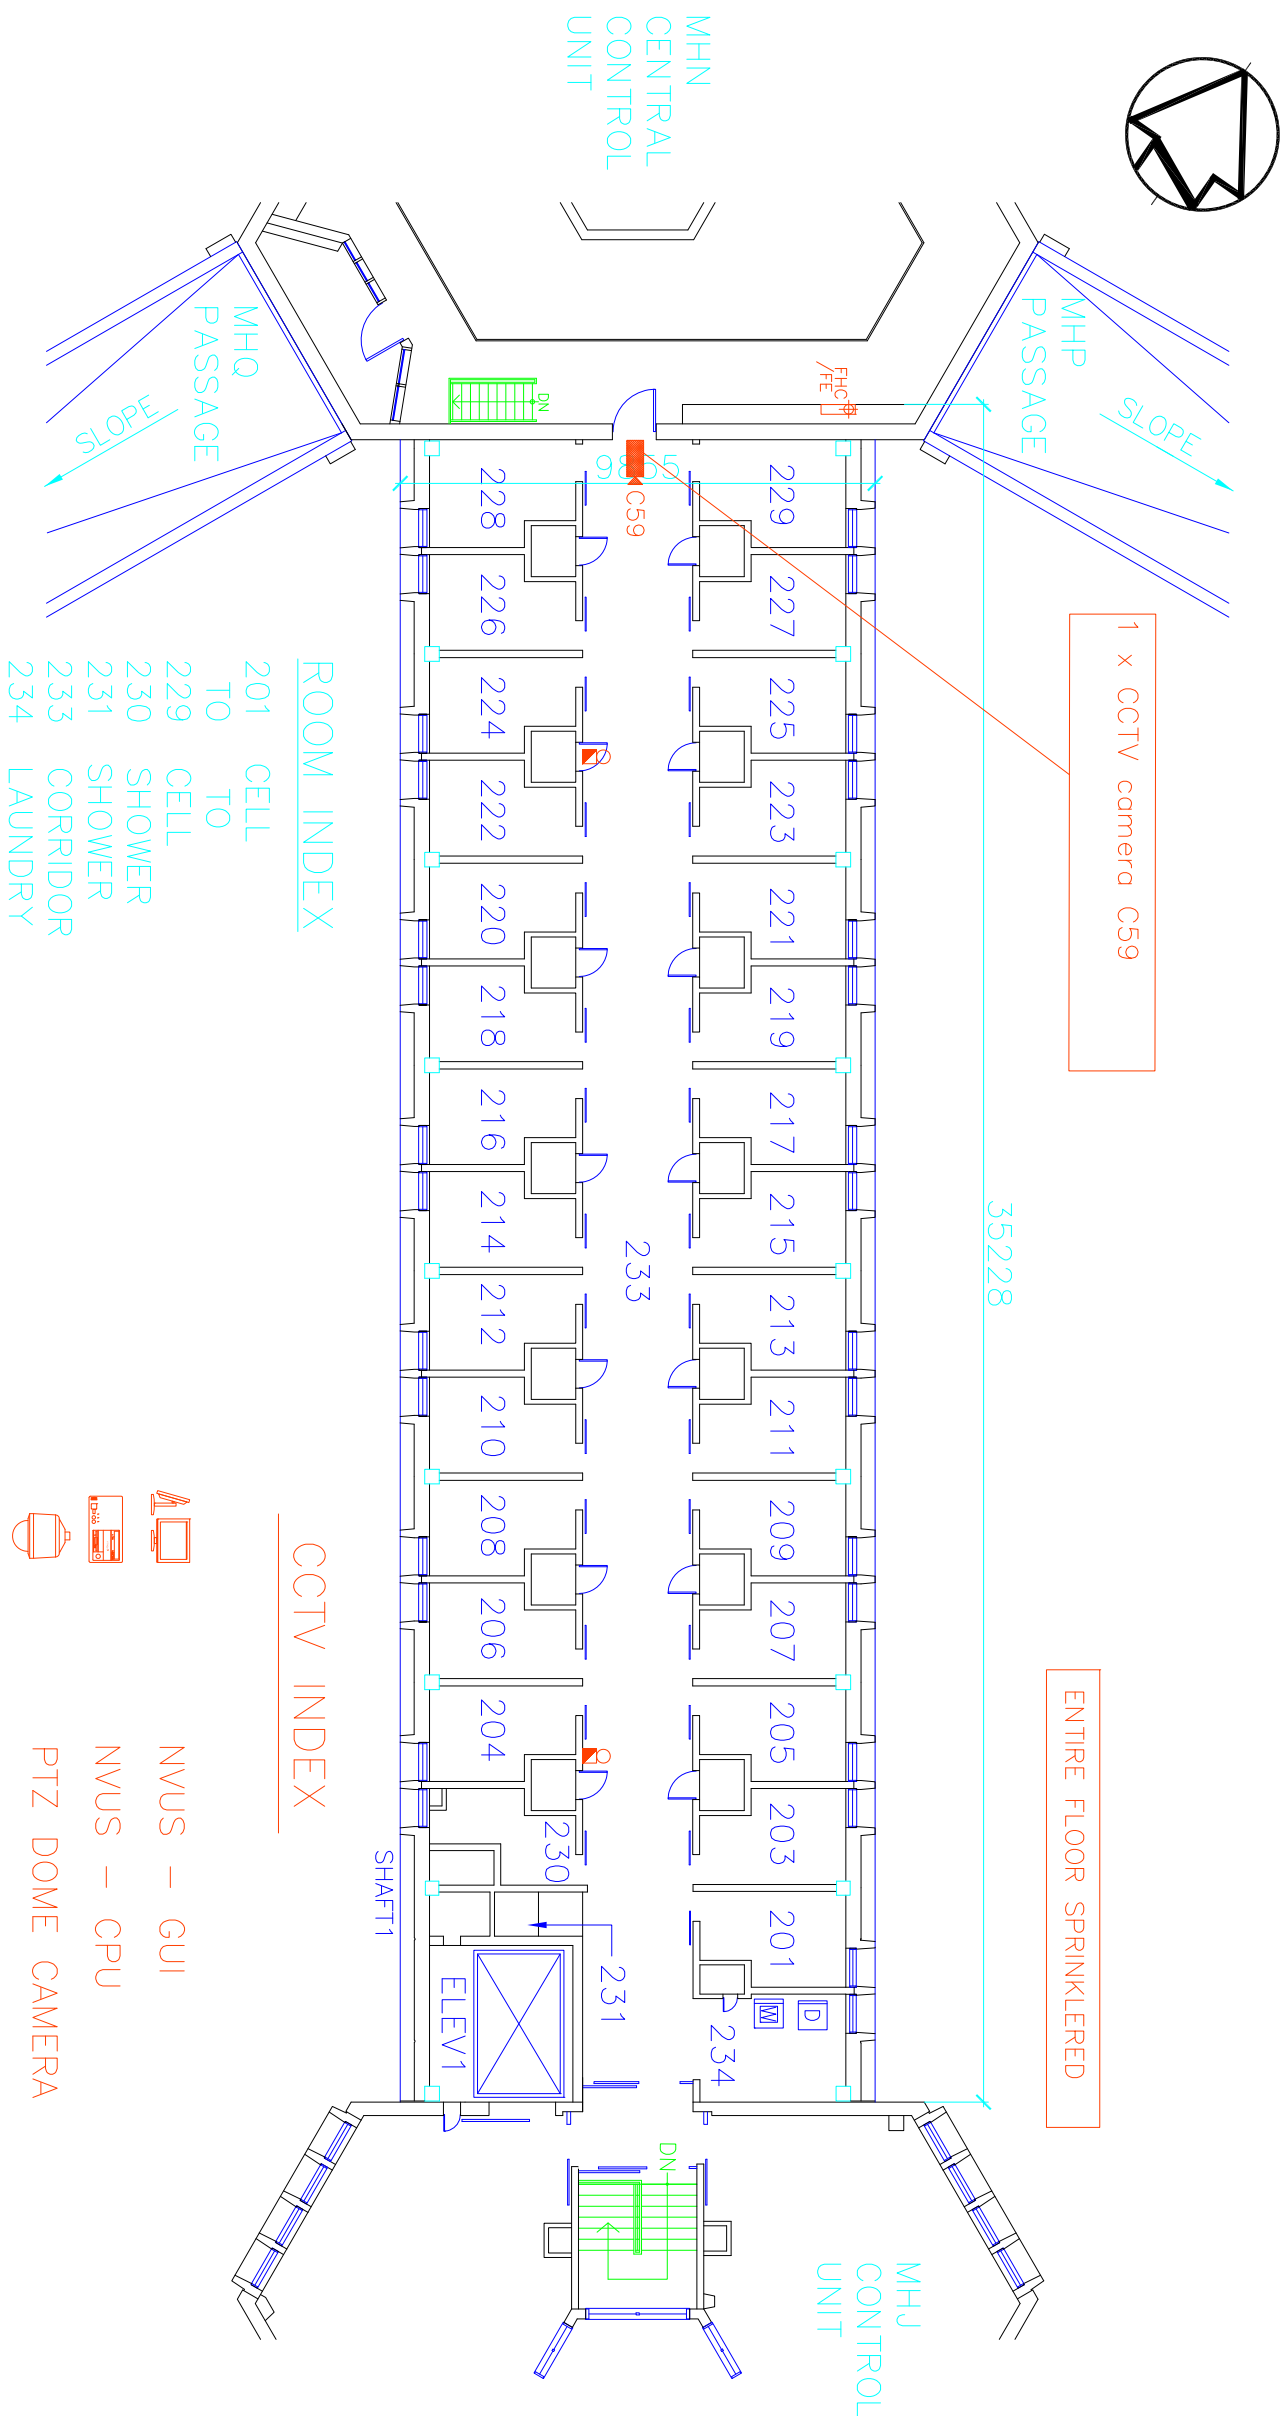 MHN
CENTRAL
CONTROL
UNIT
MHP
PASSAGE
SLOPE
MHQ
PASSAGE
SLOPE
FHC
/FE
DN
9855
C59
1 x CCTV camera C59
35228
ENTIRE FLOOR SPRINKLERED
229
227
225
223
221
219
217
215
213
211
209
207
205
203
201
233
228
226
224
222
220
218
216
214
212
210
208
206
204
230
231
234
W
D
ELEV1
SHAFT1
DN
MHJ
CONTROL
UNIT
ROOM INDEX
201 CELL
TO TO
229 CELL
230 SHOWER
231 SHOWER
233 CORRIDOR
234 LAUNDRY
CCTV INDEX
NVUS - GUI
NVUS - CPU
PTZ DOME CAMERA